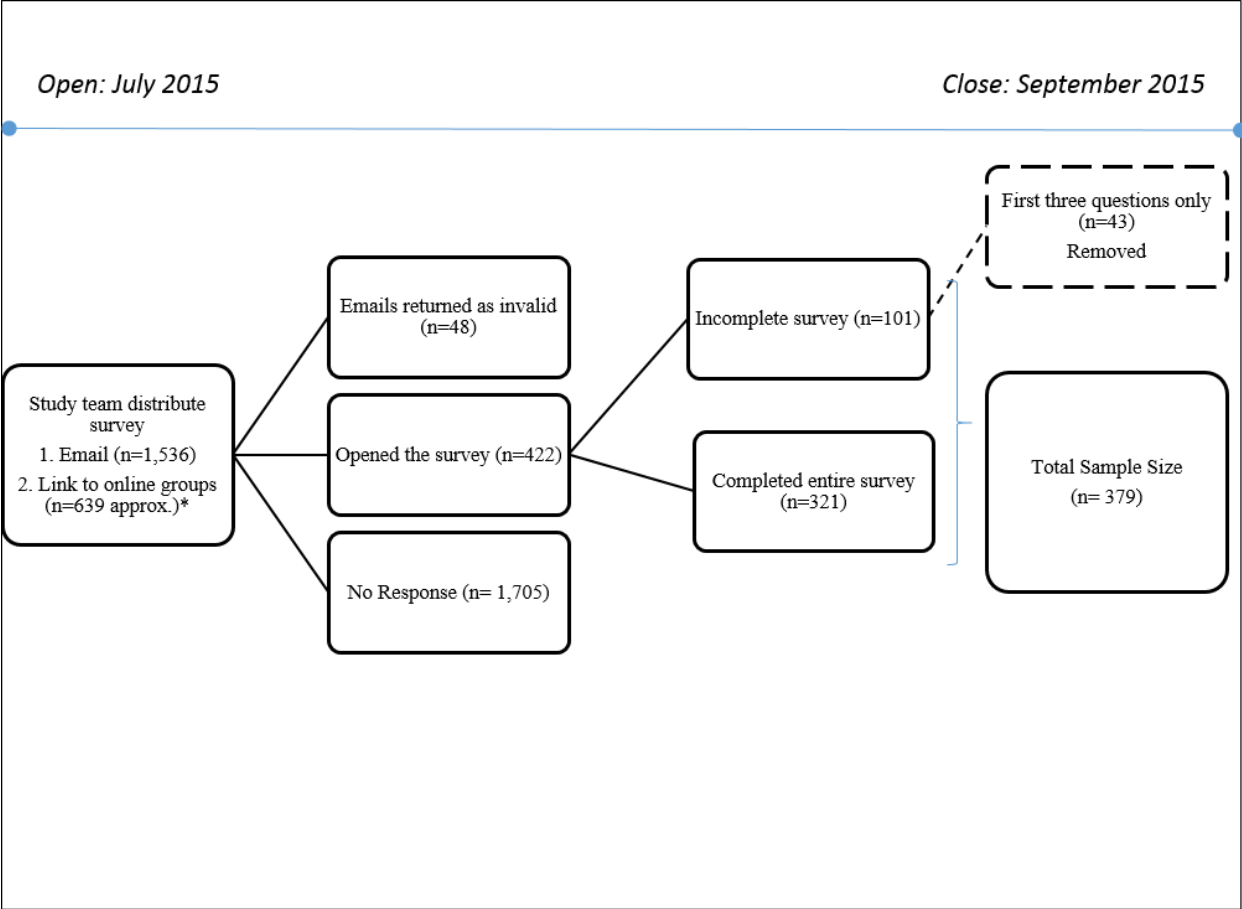 Open: July 2015
Close: September 2015
First three questions only
(n=43)
Removed
Emails returned as invalid
(n=48)
Incomplete survey (n=101)
Study team distribute
survey
1. Email (n=1,536)
2. Link to online groups
(n=639 approx.)*
Opened the survey (n=422)
Completed entire survey
(n=321)
Total Sample Size
(n= 379)
No Response (n= 1,705)